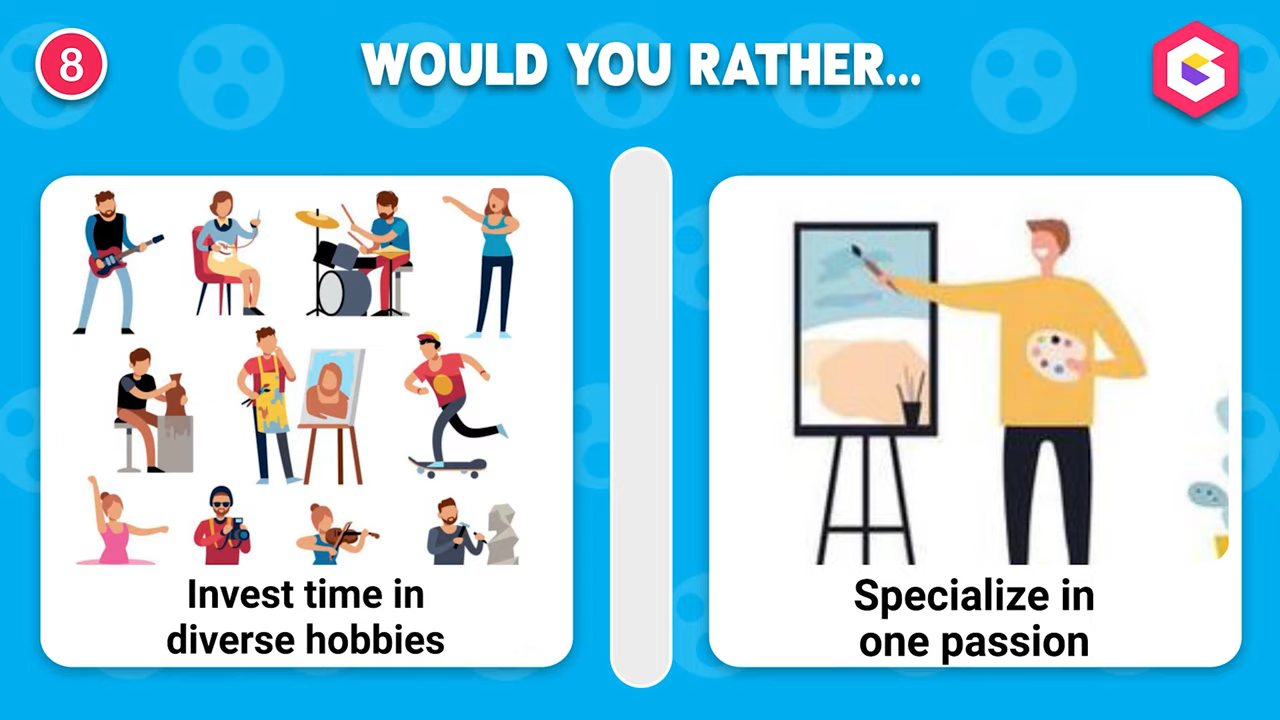 8
WOULD YOU RATHER...
Invest time in
diverse hobbies
Specialize in
one passion